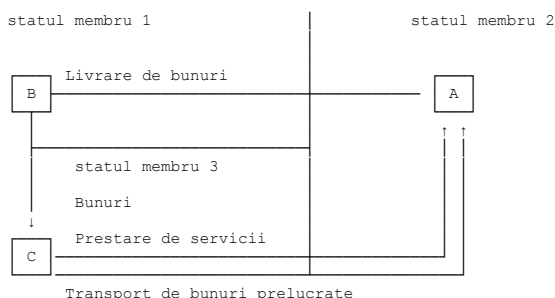 statul membru 1 statul membru 2
Livrare de bunuri
B A
statul membru 3
Bunuri
Prestare de servicii
C
Transport de bunuri prelucrate